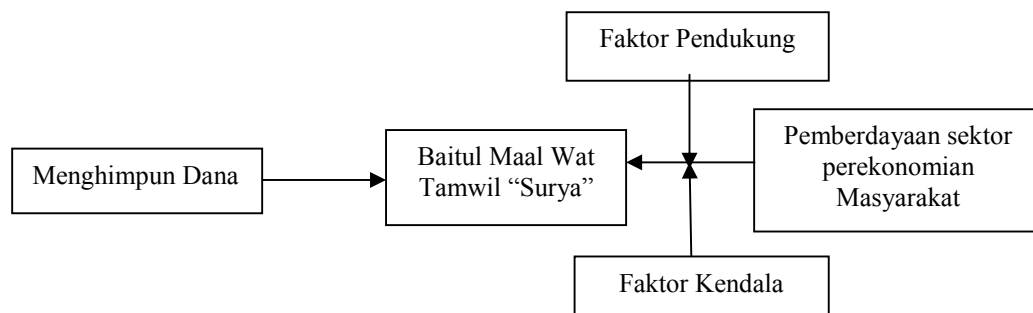 Faktor Pendukung
Menghimpun Dana
Baitul Maal Wat
Tamwil “Surya”
Pemberdayaan sektor
perekonomian
Masyarakat
Faktor Kendala